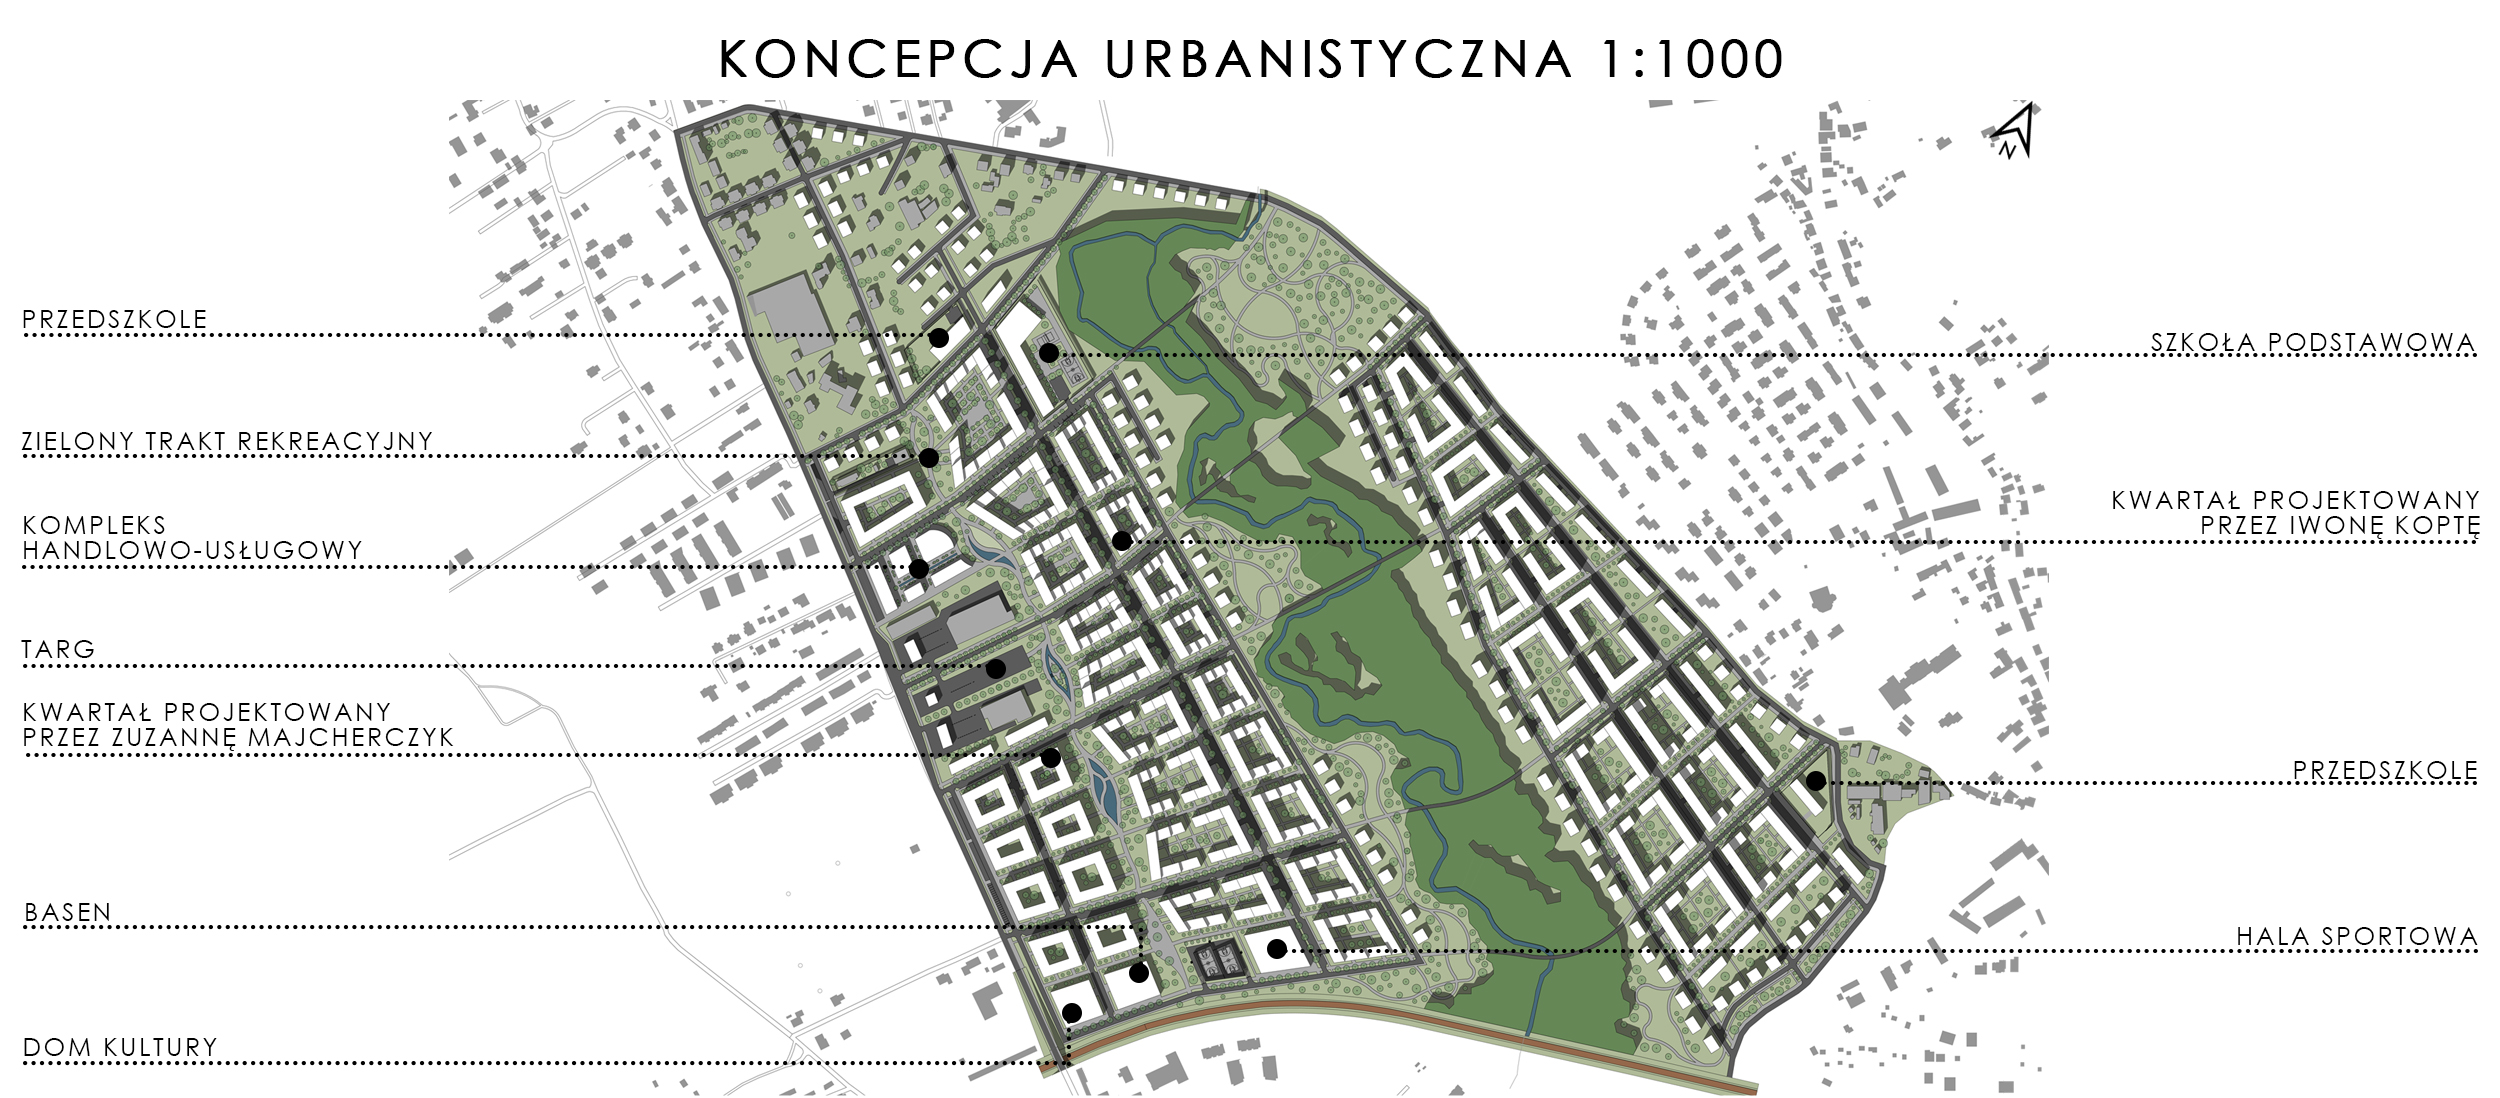 KONCEPCJA URBANISTYCZNA 1:1000
N
PRZEDSZKOLE
ZIELONY TRAKT REKREACYJNY
KOMPLEKS
HANDLOWO-USŁUGOWY
TARG
KWARTAŁ PROJEKTOWANY
PRZEZ ZUZANNĘ MAJCHERCZYK
BASEN
DOM KULTURY
SZKOŁA PODSTAWOWA
KWARTAŁ PROJEKTOWANY
PRZEZ IWONĘ KOPTĘ
PRZEDSZKOLE
HALA SPORTOWA